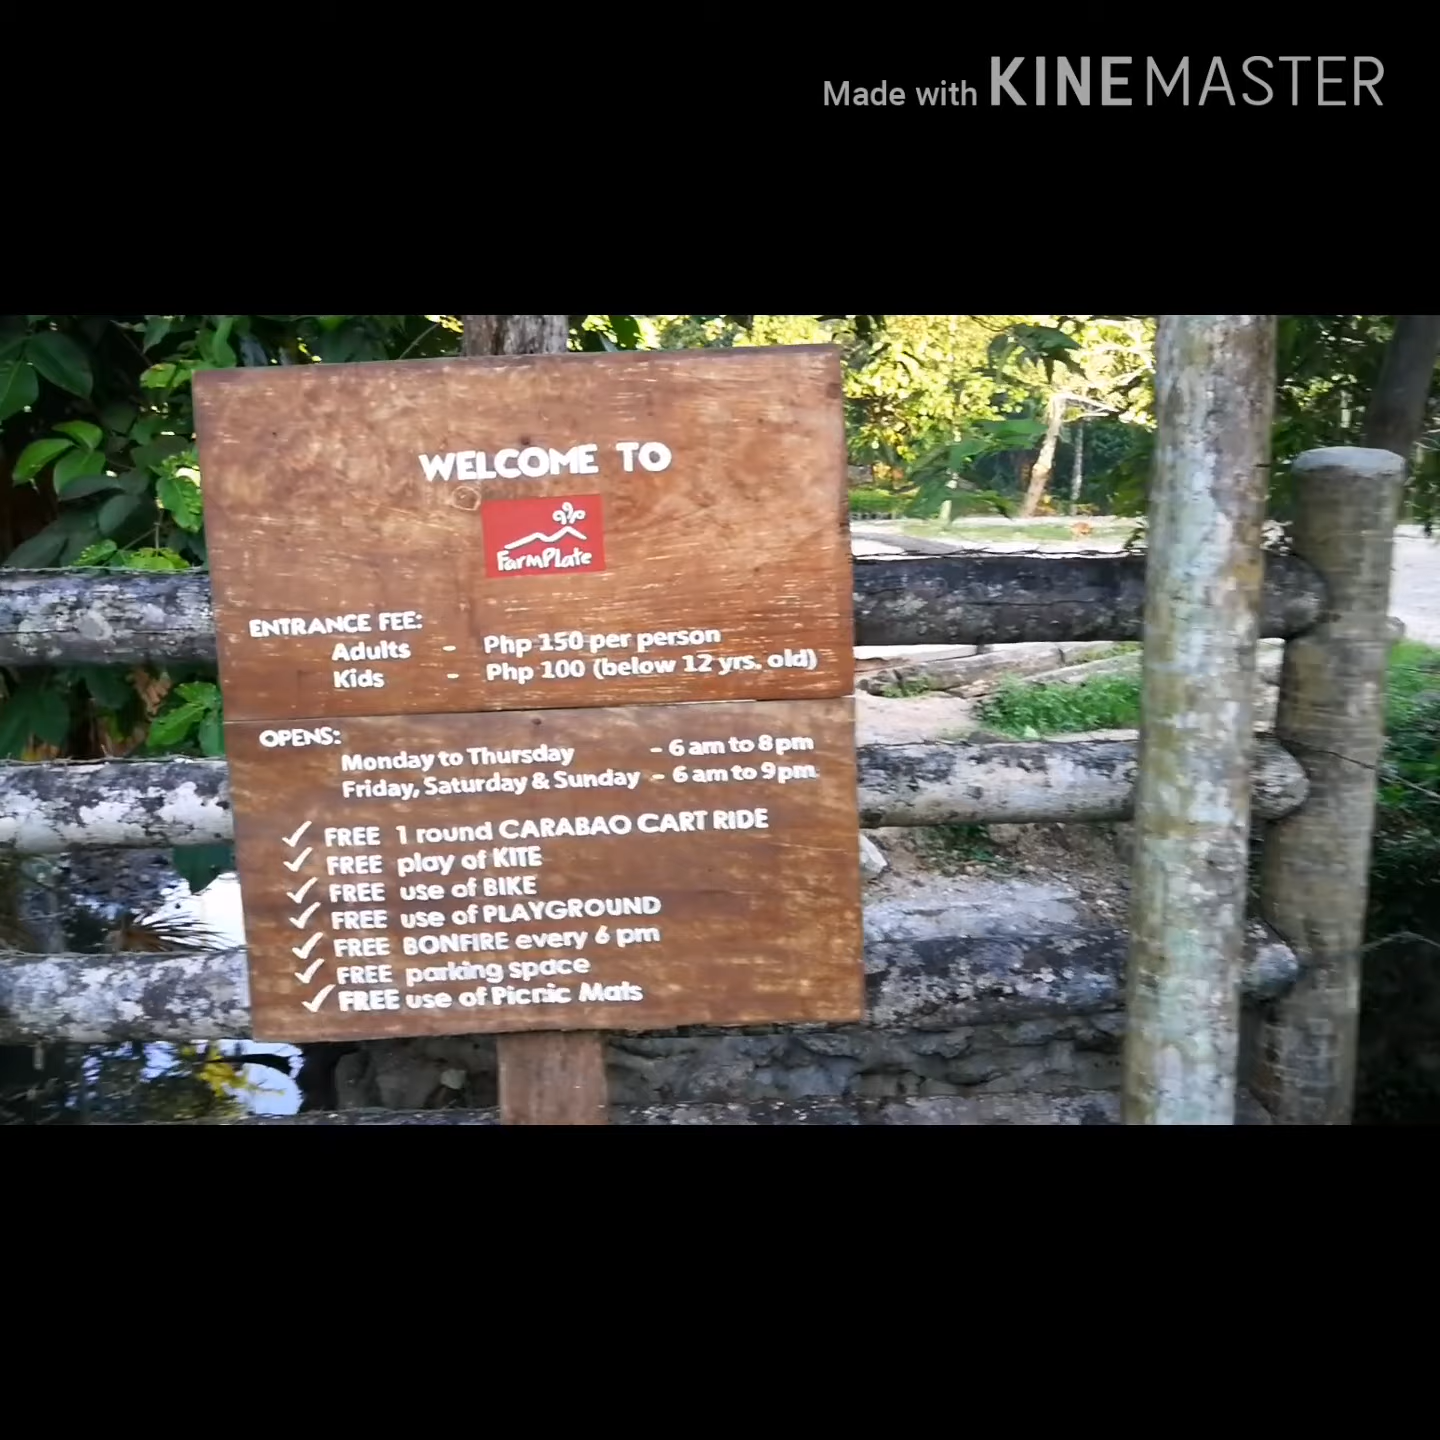 Made with KINEMASTER
WELCOME TO
FarmPlate
ENTRANCE FEE:
Adults - Php 150 per person
Kids - Php 100 (below 12 yrs. old)
OPENS:
Monday to Thursday - 6 am to 8 pm
Friday, Saturday & Sunday - 6 am to 9 pm
✓ FREE 1 round CARABAO CART RIDE
✓ FREE play of KITE
✓ FREE use of BIKE
✓ FREE use of PLAYGROUND
✓ FREE BONFIRE every 6 pm
✓ FREE parking space
✓ FREE use of Picnic Mats